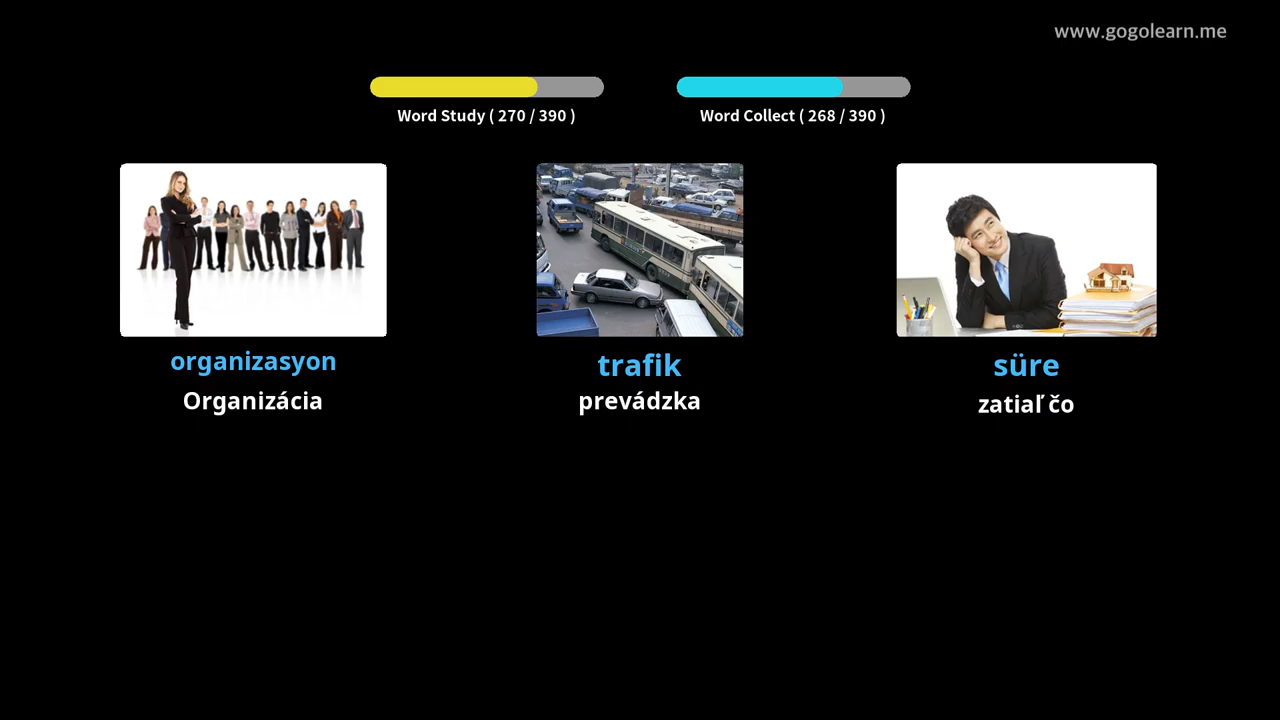 www.gogolearn.me
Word Study ( 270 / 390 )
Word Collect ( 268 / 390 )
organizasyon
Organizácia
trafik
prevádzka
süre
zatiaľ čo